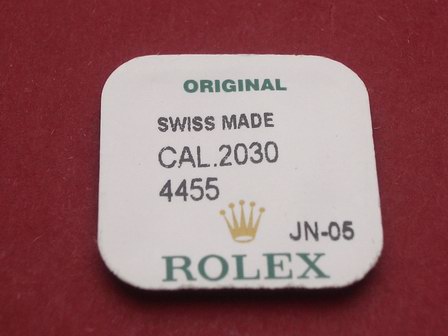 ORIGINAL
SWISS MADE
CAL.2030
4455
JN-05
ROLEX